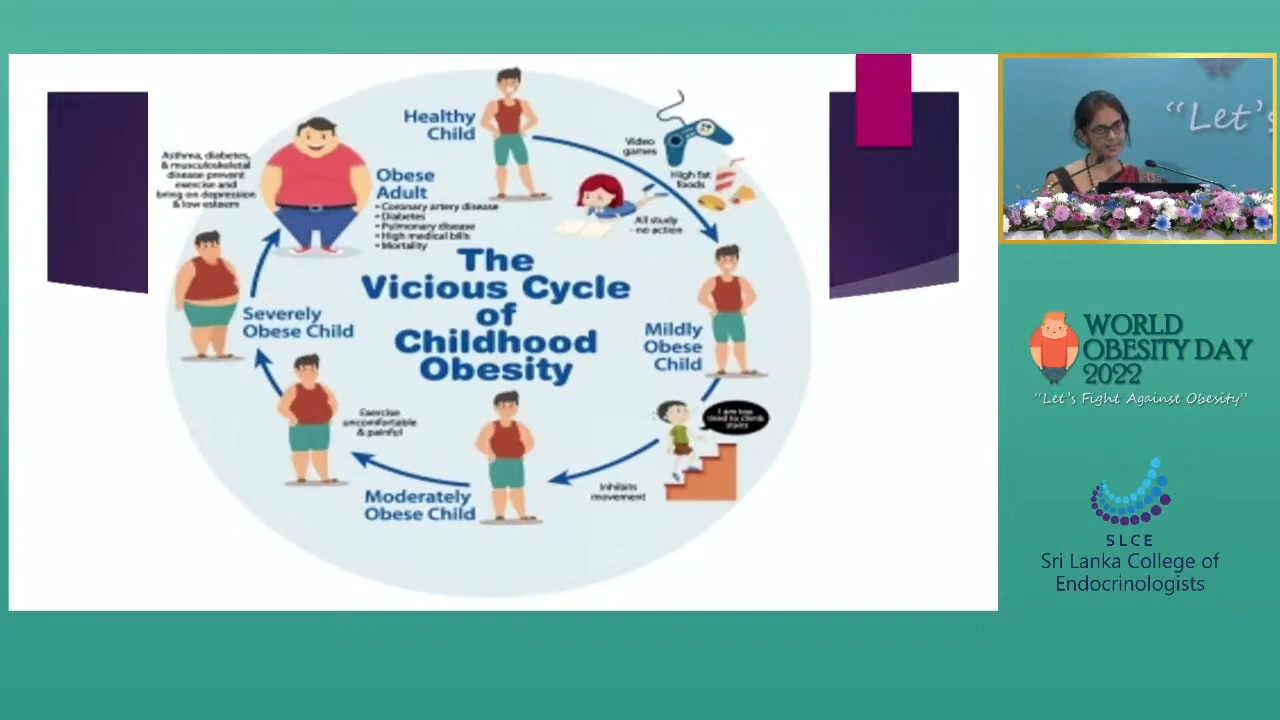 Healthy
Child
Video
games
High fat
foods
All study
- no action
Mildly
Obese
Child
I am too
tired to climb
stairs
Inhibits
movement
Moderately
Obese Child
Exercise
uncomfortable
& painful
Severely
Obese Child
Asthma, diabetes,
& musculoskeletal
disease prevent
exercise and
bring on depression
& low esteem
Obese
Adult
• Coronary artery disease
• Diabetes
• Pulmonary disease
• High medical bills
• Mortality
The
Vicious Cycle
of
Childhood
Obesity
“Let's
WORLD
OBESITY DAY
2022
“Let's Fight Against Obesity”
SLCE
Sri Lanka College of
Endocrinologists